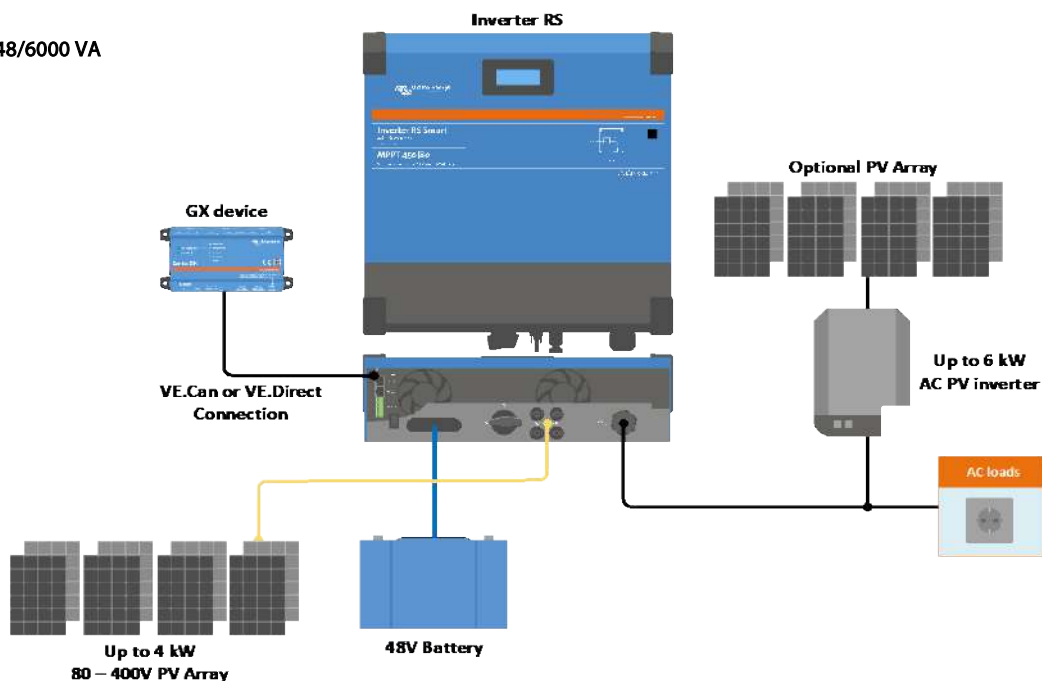 Inverter RS
48/6000 VA
Inverter RS Smart
MPPT 450|
Optional PV Array
GX device
Up to 6 kW
AC PV inverter
VE.Can or VE.Direct
Connection
AC loads
48V Battery
Up to 4 kW
80 – 400V PV Array